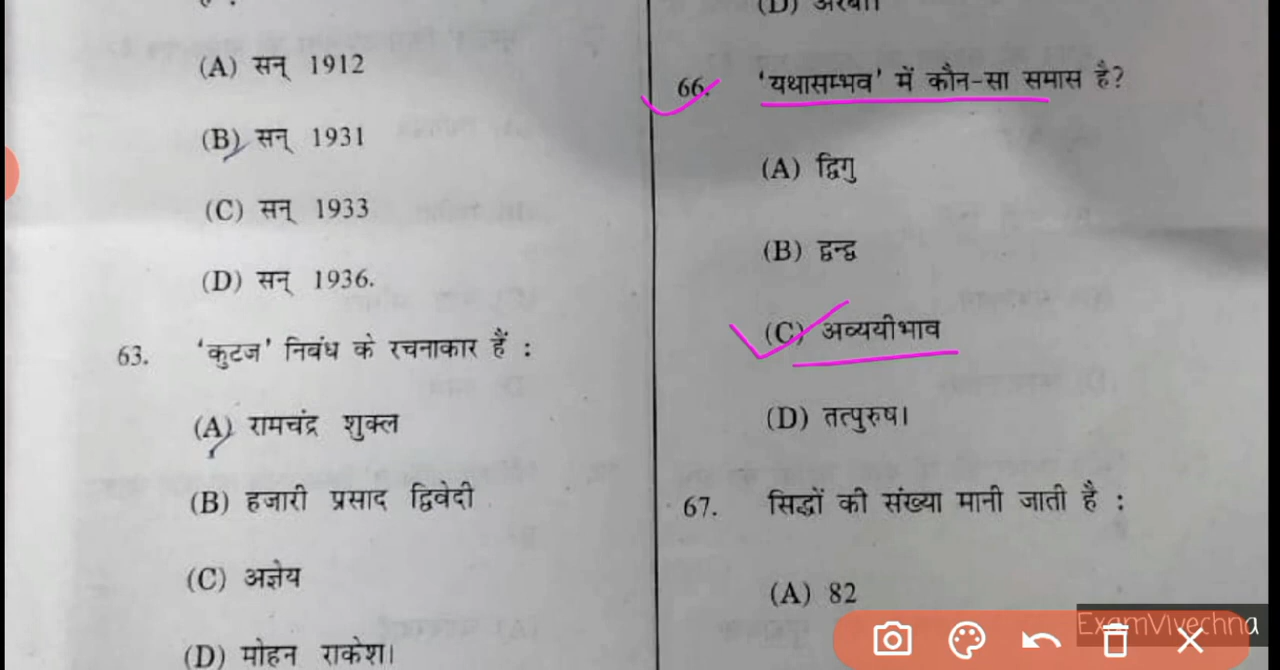 (A) सन् 1912
(B) सन् 1931
(C) सन् 1933
(D) सन् 1936.
63. 'कुटज' निबंध के रचनाकार हैं :
(A) रामचंद्र शुक्ल
(B) हजारी प्रसाद द्विवेदी
(C) अज्ञेय
(D) मोहन राकेश।
66. 'यथासम्भव' में कौन-सा समास है?
(A) द्विगु
(B) द्वन्द्व
(C) अव्ययीभाव
(D) तत्पुरुष।
67. सिद्धों की संख्या मानी जाती है :
(A) 82
ExamVivechna